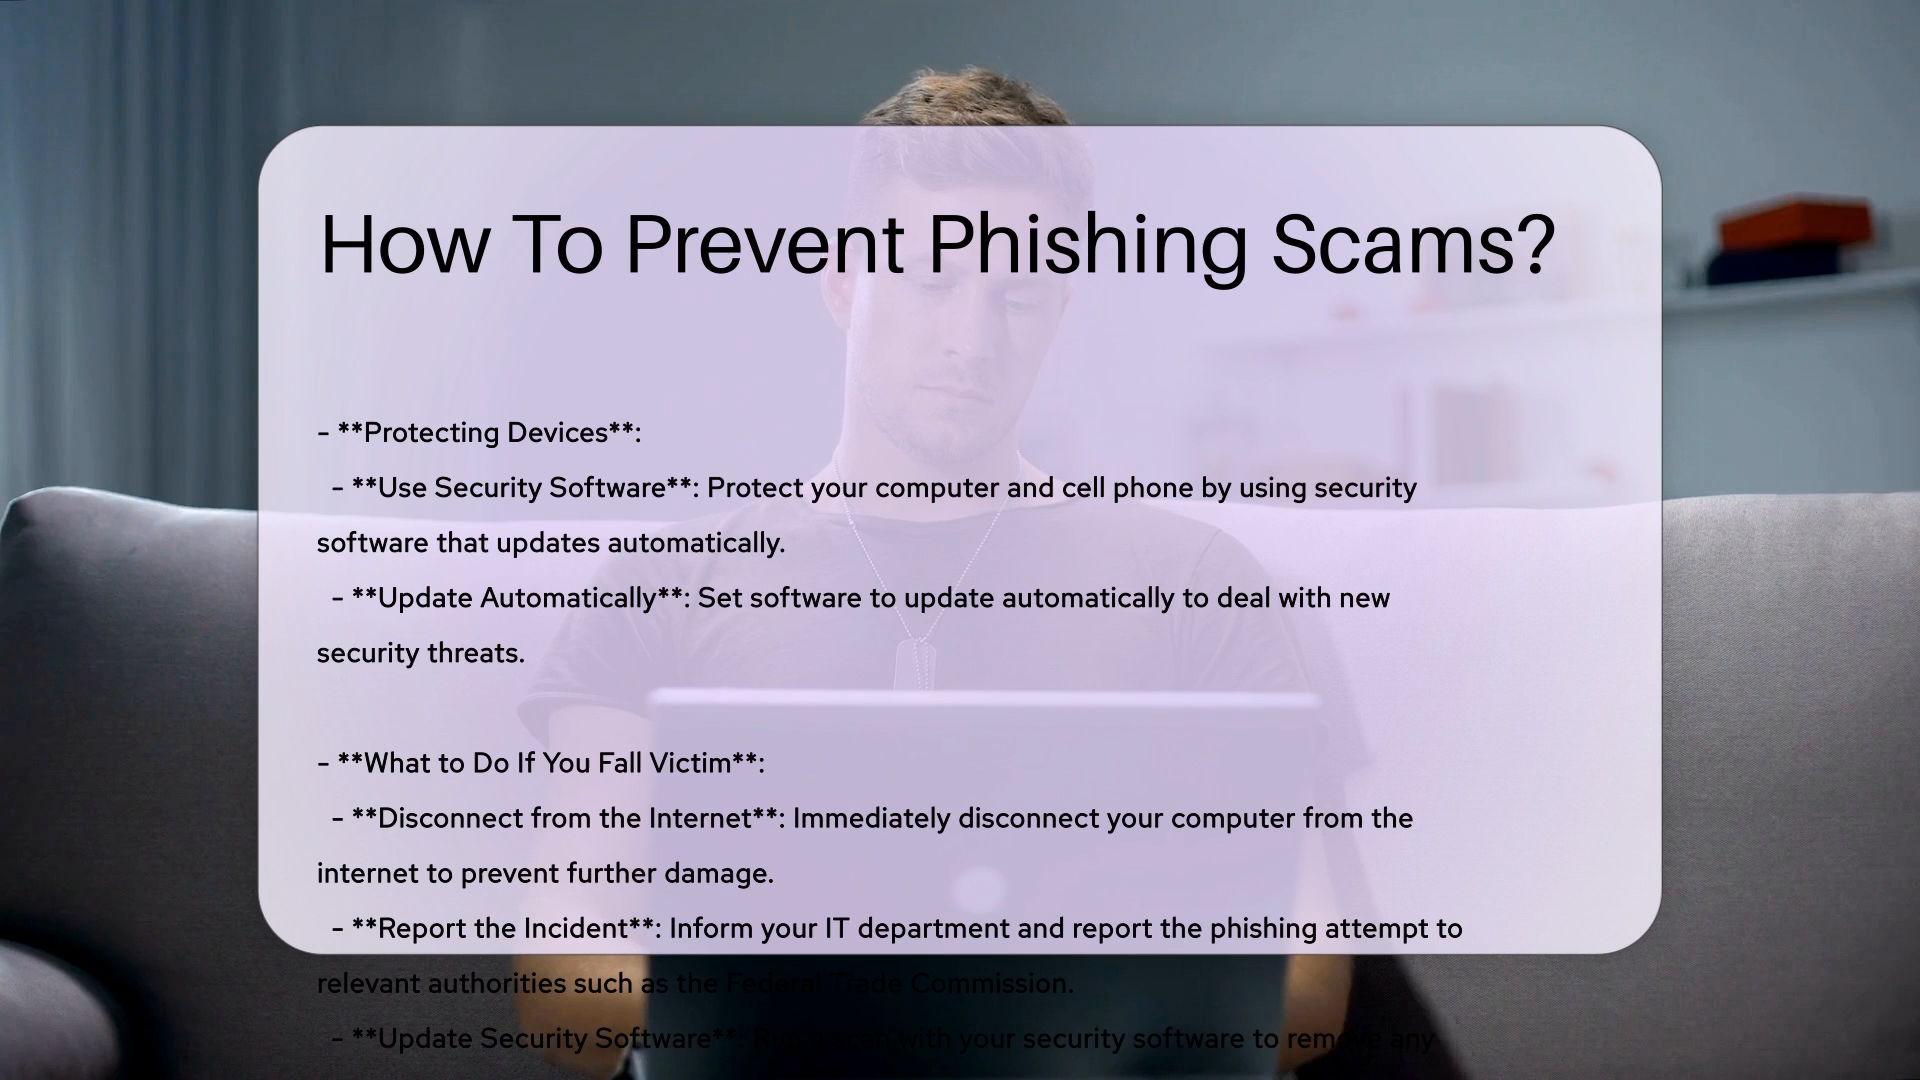 How To Prevent Phishing Scams?
- **Protecting Devices**:
- **Use Security Software**: Protect your computer and cell phone by using security
software that updates automatically.
- **Update Automatically**: Set software to update automatically to deal with new
security threats.
- **What to Do If You Fall Victim**:
- **Disconnect from the Internet**: Immediately disconnect your computer from the
internet to prevent further damage.
- **Report the Incident**: Inform your IT department and report the phishing attempt to
relevant authorities such as the Federal Trade Commission.
- **Update Security Software**: Run a scan with your security software to remove any